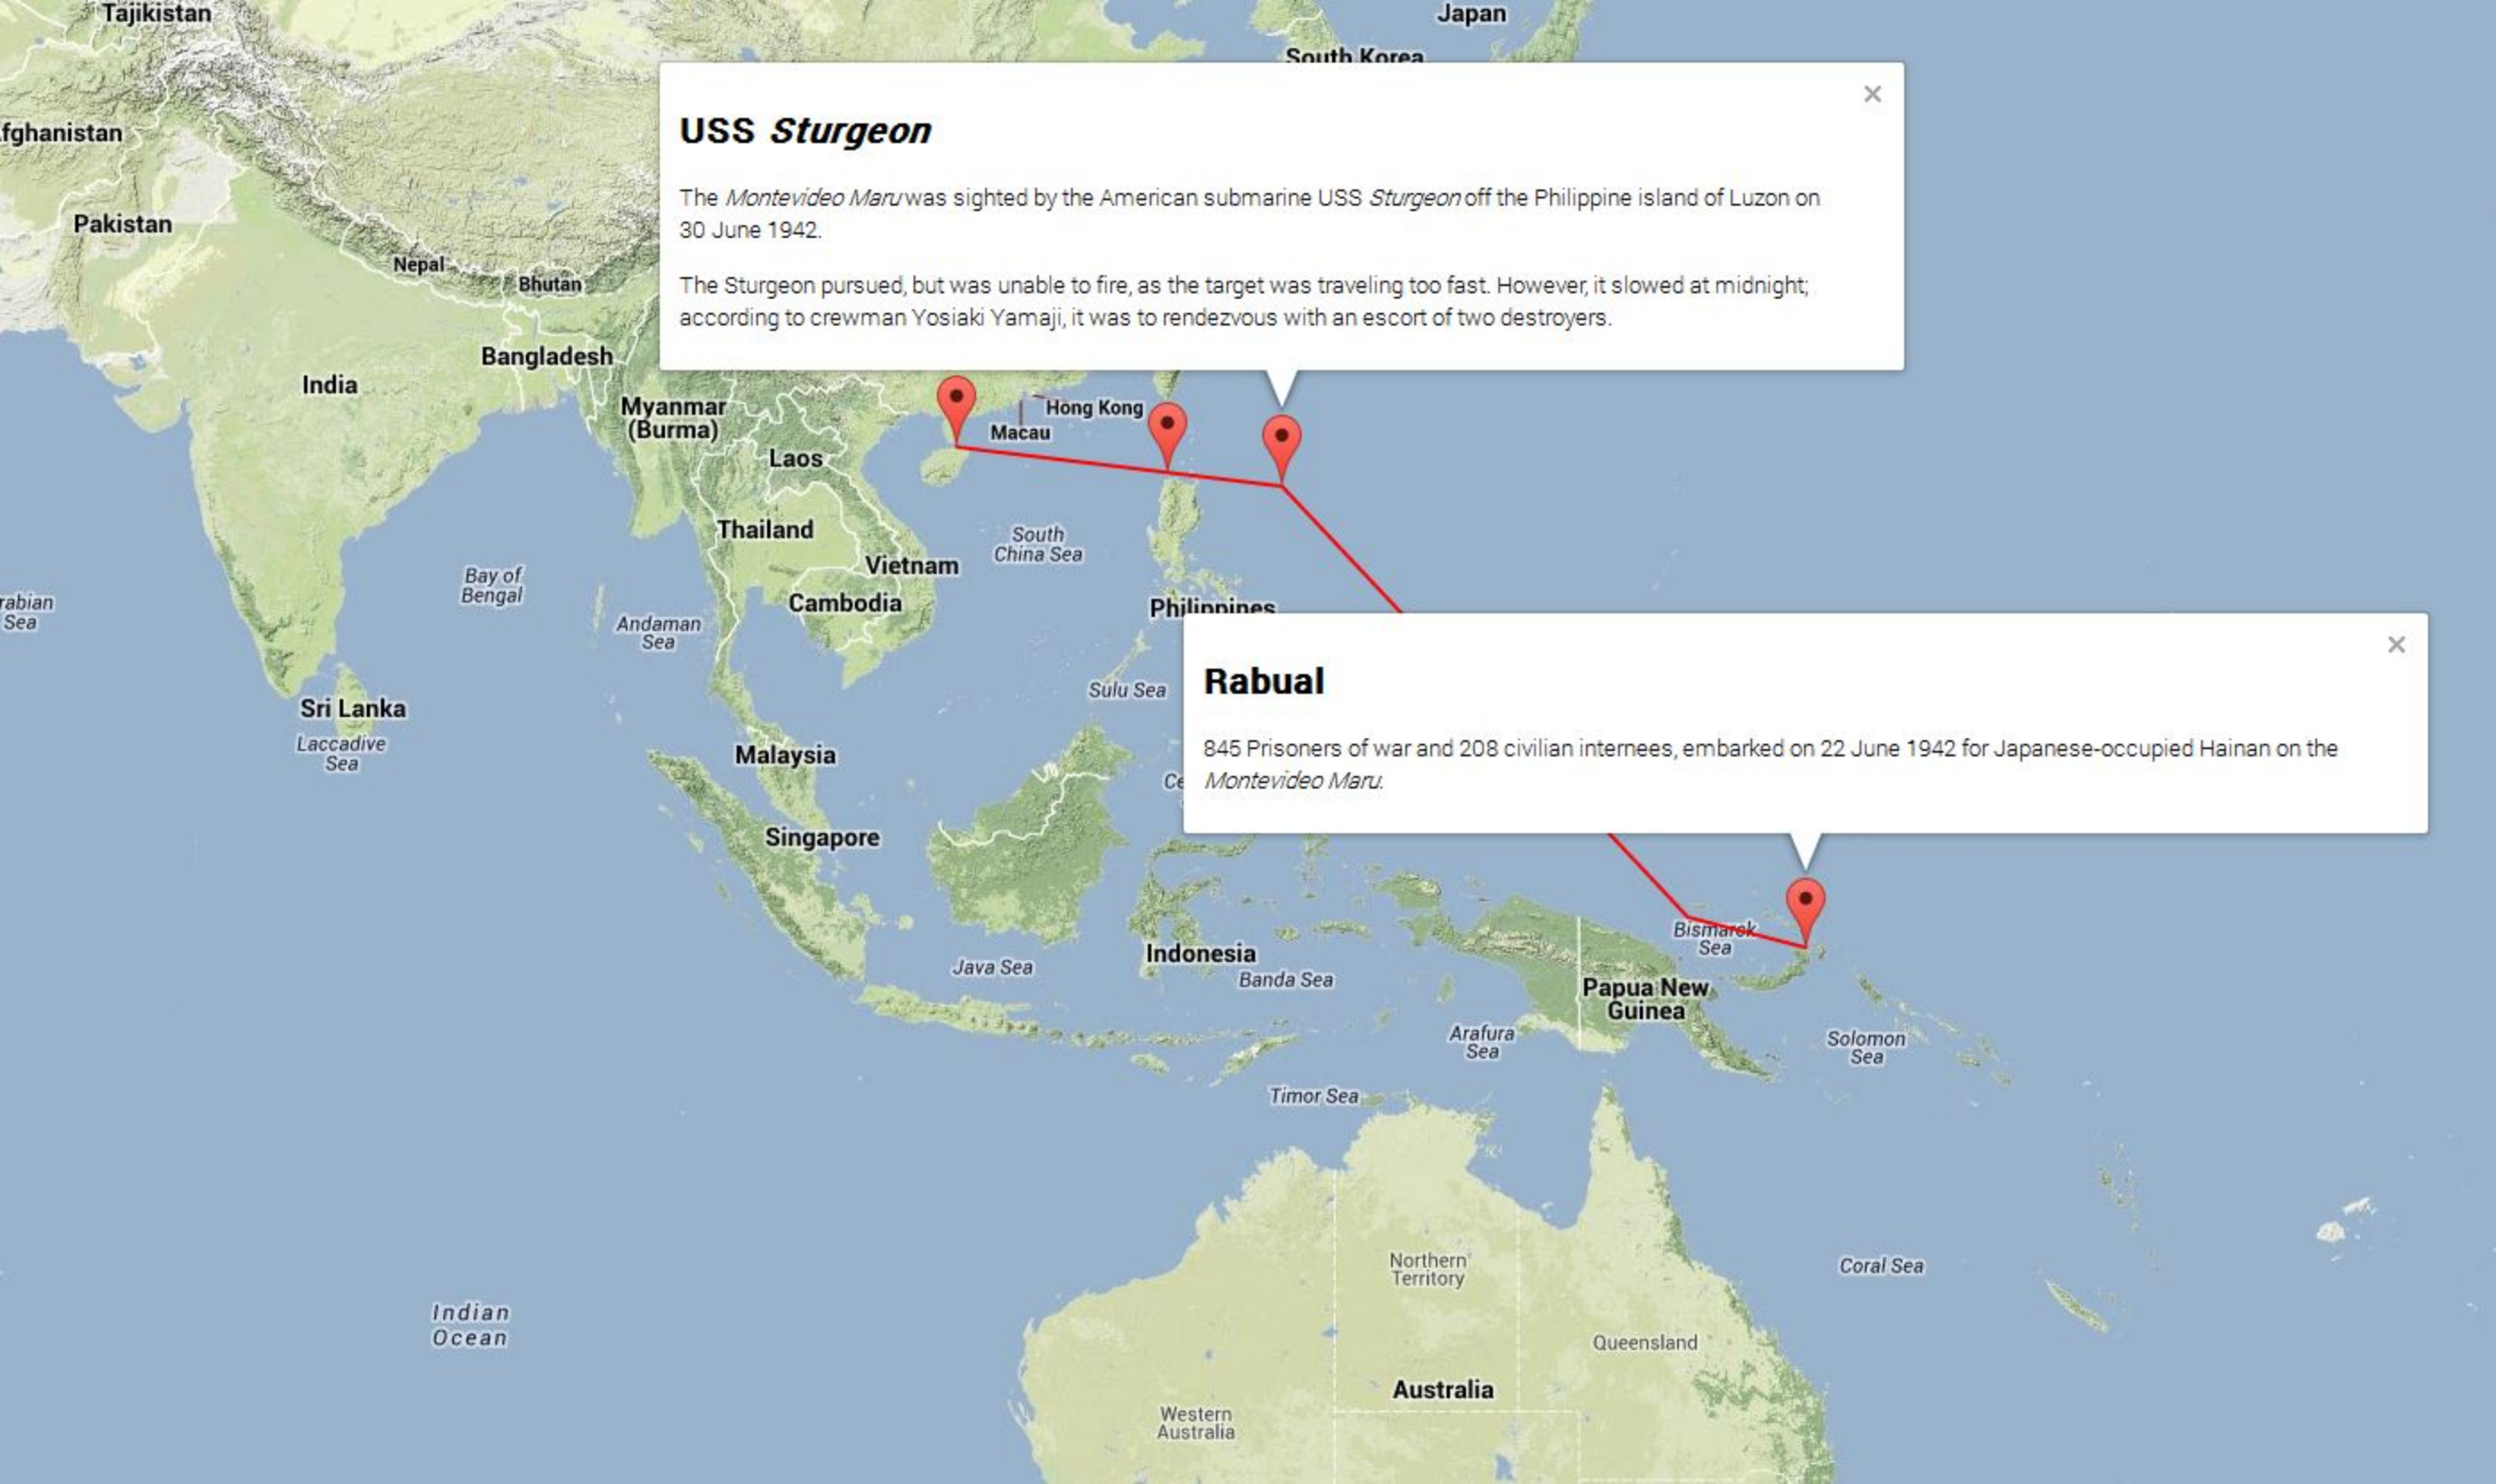 Tajikistan
Japan
South Korea
fghanistan
×
USS Sturgeon
The Montevideo Maru was sighted by the American submarine USS Sturgeon off the Philippine island of Luzon on
30 June 1942.
The Sturgeon pursued, but was unable to fire, as the target was traveling too fast. However, it slowed at midnight;
according to crewman Yosiaki Yamaji, it was to rendezvous with an escort of two destroyers.
Pakistan
Nepal
Bhutan
Bangladesh
India
Myanmar
(Burma)
Hong Kong
Macau
Laos
Thailand
South
China Sea
Vietnam
Bay of
Bengal
Cambodia
rabian
Sea
Andaman
Sea
Philippines
×
Rabual
845 Prisoners of war and 208 civilian internees, embarked on 22 June 1942 for Japanese-occupied Hainan on the
Montevideo Maru.
Sulu Sea
Sri Lanka
Laccadive
Sea
Malaysia
Ce
Singapore
Bismarck
Sea
Indonesia
Java Sea
Banda Sea
Papua New
Guinea
Arafura
Sea
Solomon
Sea
Timor Sea
Northern
Territory
Coral Sea
Indian
Ocean
Queensland
Australia
Western
Australia